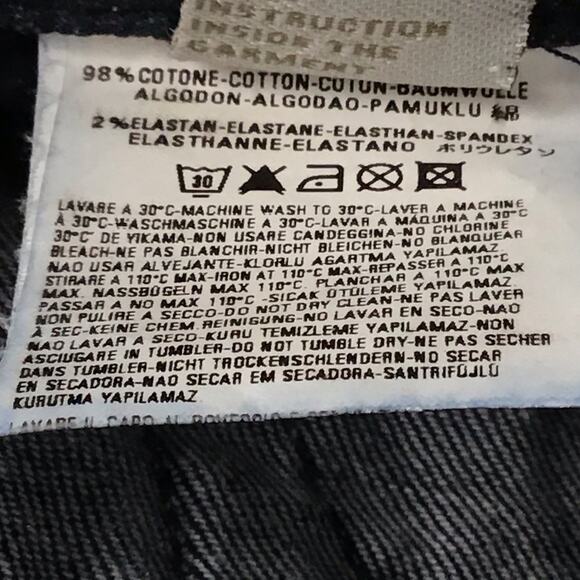 INSTRUCTION
INSIDE THE
GARMENT
98%COTONE-COTTON-COTON-BAUMWOLLE
ALGODON-ALGODAO-PAMUKLU 綿
2%ELASTAN-ELASTANE-ELASTHAN-SPANDEX
ELASTHANNE-ELASTANO ポリウレタン
30
LAVARE A 30°C-MACHINE WASH TO 30°C-LAVER A MACHINE
À 30°C-WASCHMASCHINE A 30°C-LAVAR A MÁQUINA A 30°C
30°C DE YIKAMA-NON USARE CANDEGGINA-NO CHLORINE
BLEACH-NE PAS BLANCHIR-NICHT BLEICHEN-NO BLANQUEAR
NAO USAR ALVEJANTE-KLORLU AGARTMA YAPILAMAZ
STIRARE A 110°C MAX-IRON AT 110°C MAX-REPASSER A 110°C
MAX. NASSBÜGELN MAX 110°C. PLANCHAR A 110°C MAX
PASSAR A NO MAX 110°C -SICAK ÜTÜLEME YAPILAMAZ
NON PULIRE A SECCO-DO NOT DRY CLEAN-NE PAS LAVER
À SEC-KEINE CHEM.REINIGUNG-NO LAVAR EN SECO-NAO
NAO LAVAR A SECO-KURU TEMIZLEME YAPILAMAZ-NON
ASCIUGARE IN TUMBLER-DO NOT TUMBLE DRY-NE PAS SECHER
DANS TUMBLER-NICHT TROCKENSCHLENDERN-NO SECAR
EN SECADORA-NAO SECAR EM SECADORA-SANTRIFÜJLÜ
KURUTMA YAPILAMAZ
LAVARE IL CAPO AL ROVESCIO